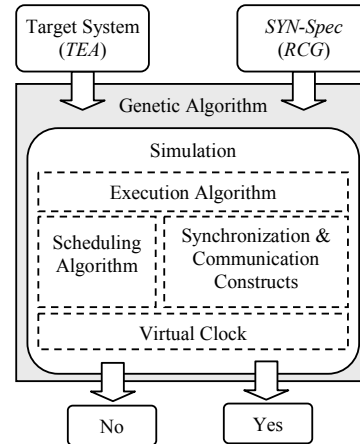 Target System
(TEA)
SYN-Spec
(RCG)
Genetic Algorithm
Simulation
Execution Algorithm
Scheduling
Algorithm
Synchronization &
Communication
Constructs
Virtual Clock
No
Yes